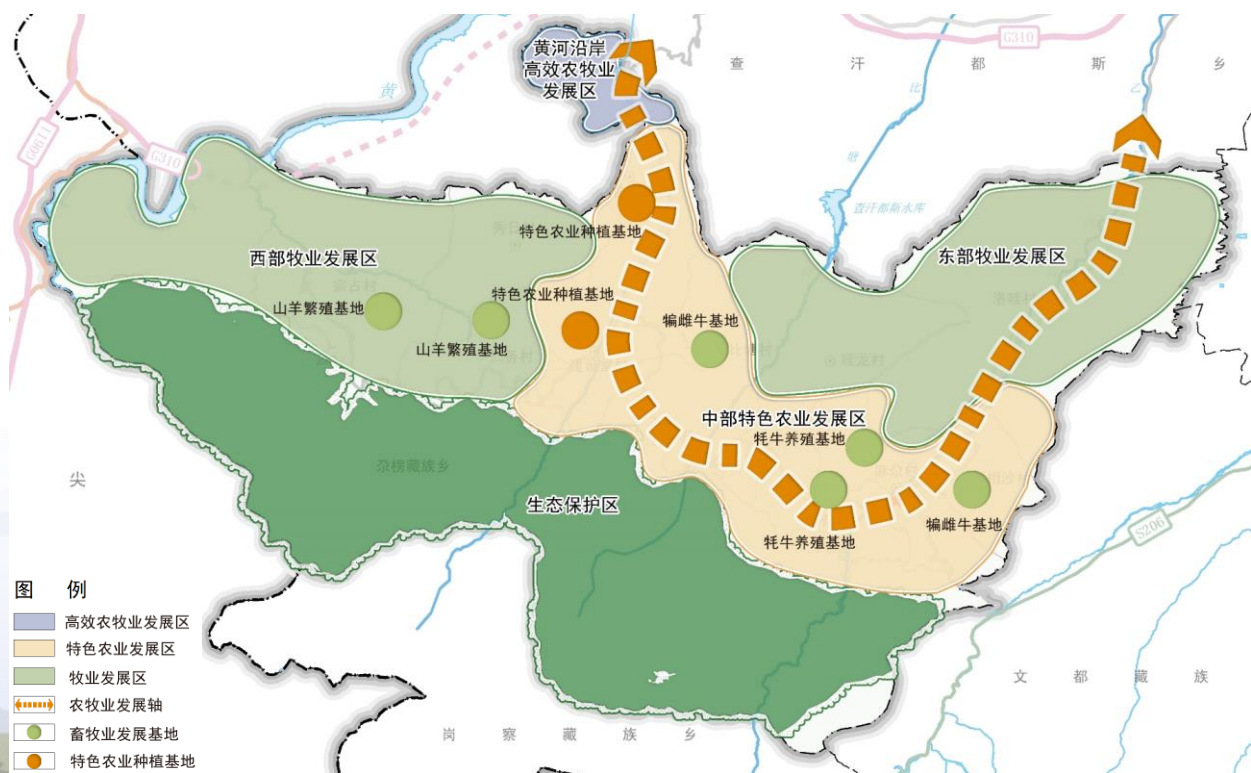 黄河沿岸
高效农牧业
发展区
G310
查汗都斯乡
黄
G0611
G310
比
塘
乙
查汗都斯水库
特色农业种植基地
西部牧业发展区
东部牧业发展区
特色农业种植基地
山羊繁殖基地
山羊繁殖基地
犏雌牛基地
中部特色农业发展区
牦牛养殖基地
尕楞藏族乡
尖
生态保护区
犏雌牛基地
牦牛养殖基地
S206
文都藏族
岗察藏族乡
图 例
高效农牧业发展区
特色农业发展区
牧业发展区
农牧业发展轴
畜牧业发展基地
特色农业种植基地